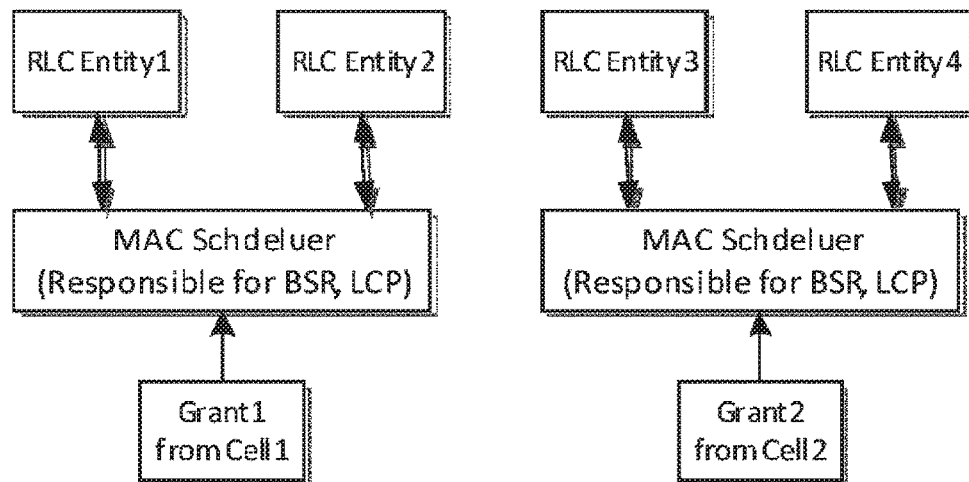 RLC Entity1
RLC Entity2
RLC Entity3
RLC Entity4
MAC Schdeluer
(Responsible for BSR, LCP)
MAC Schdeluer
(Responsible for BSR, LCP)
Grant1
from Cell1
Grant2
from Cell2